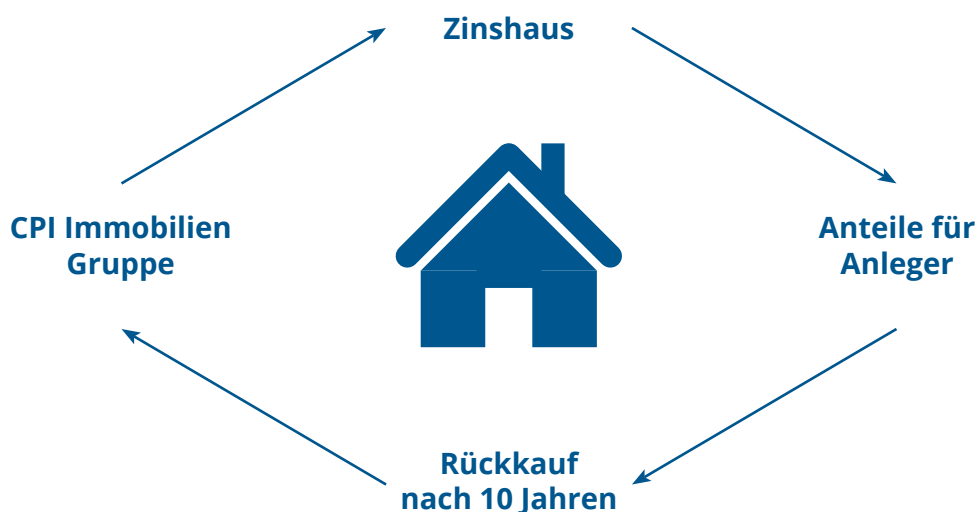 Zinshaus
CPI Immobilien
Gruppe
Anteile für
Anleger
Rückkauf
nach 10 Jahren